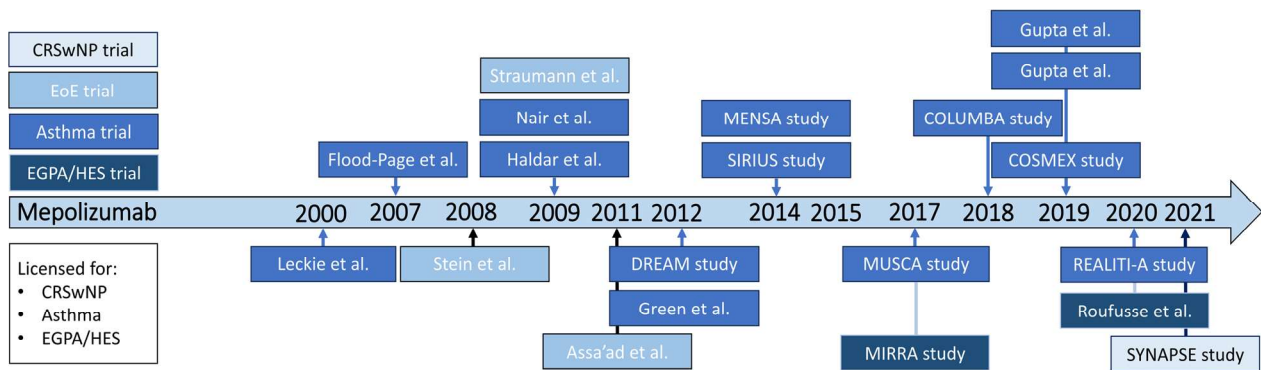 CRSwNP trial
EoE trial
Asthma trial
EGPA/HES trial
Flood-Page et al.
Straumann et al.
Nair et al.
Haldar et al.
MENSA study
SIRIUS study
COLUMBA study
Gupta et al.
Gupta et al.
COSMEX study
Mepolizumab 2000 2007 2008 2009 2011 2012 2014 2015 2017 2018 2019 2020 2021
Licensed for:
• CRSwNP
• Asthma
• EGPA/HES
Leckie et al.
Stein et al.
DREAM study
Green et al.
Assa'ad et al.
MUSCA study
MIRRA study
REALITI-A study
Roufusse et al.
SYNAPSE study